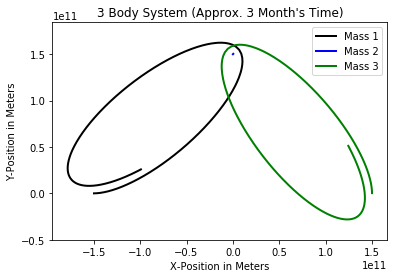 3 Body System (Approx. 3 Month's Time)
1e11
Mass 1
Mass 2
Mass 3
Y-Position in Meters
1.5
1.0
0.5
0.0
−0.5
−1.5
−1.0
−0.5
0.0
0.5
1.0
1.5
1e11
X-Position in Meters